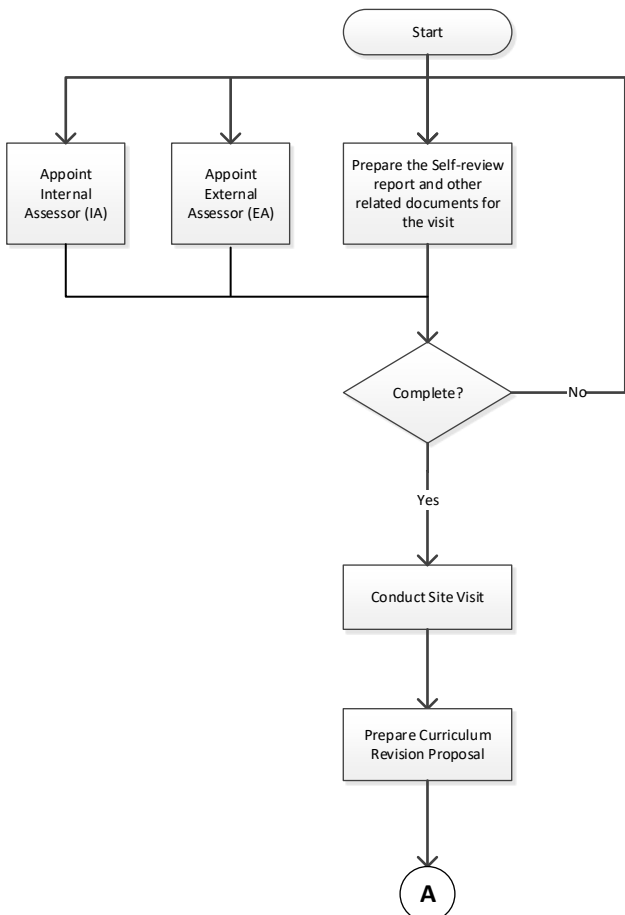 Start
Appoint
Internal
Assessor (IA)
Appoint
External
Assessor (EA)
Prepare the Self-review
report and other
related documents for
the visit
Complete?
No
Yes
Conduct Site Visit
Prepare Curriculum
Revision Proposal
A